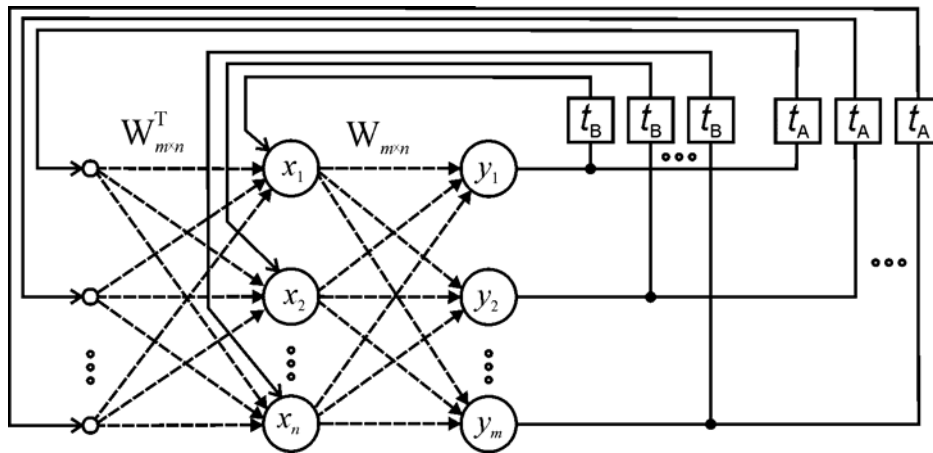 t_B t_B t_B t_A t_A t_A
W^T_{m×n} W_{m×n}
x_1 y_1
x_2 y_2
x_n y_m